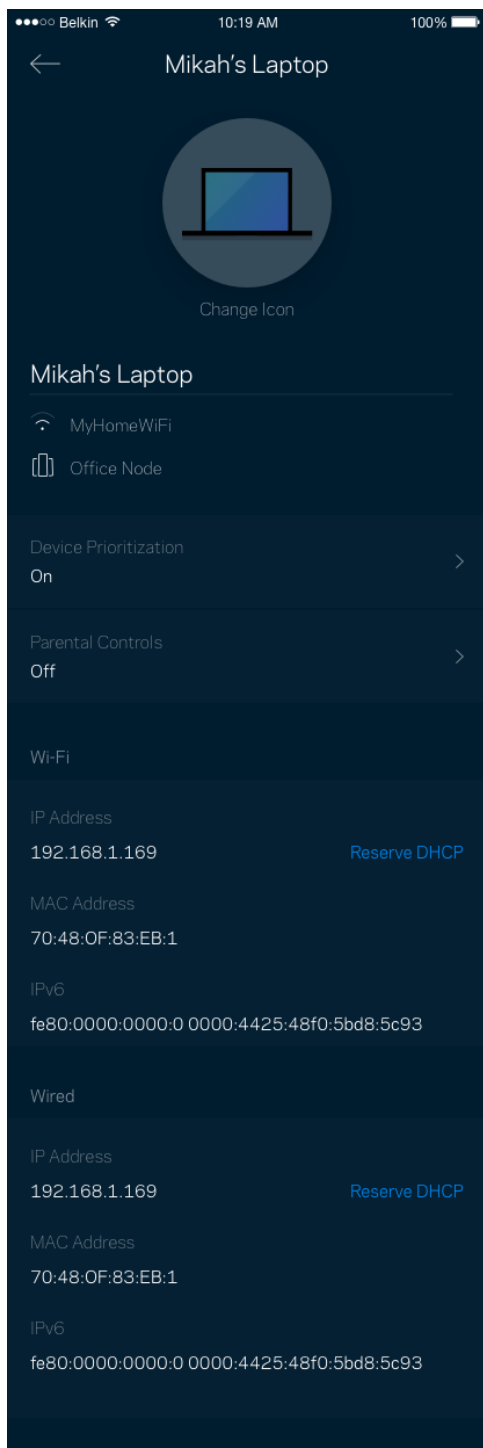 Belkin 10:19 AM 100%
Mikah's Laptop
Change Icon
Mikah's Laptop
MyHomeWiFi
Office Node
Device Prioritization
On
Parental Controls
Off
Wi-Fi
IP Address
192.168.1.169 Reserve DHCP
MAC Address
70:48:0F:83:EB:1
IPv6
fe80:0000:0000:0 0000:4425:48f0:5bd8:5c93
Wired
IP Address
192.168.1.169 Reserve DHCP
MAC Address
70:48:0F:83:EB:1
IPv6
fe80:0000:0000:0 0000:4425:48f0:5bd8:5c93